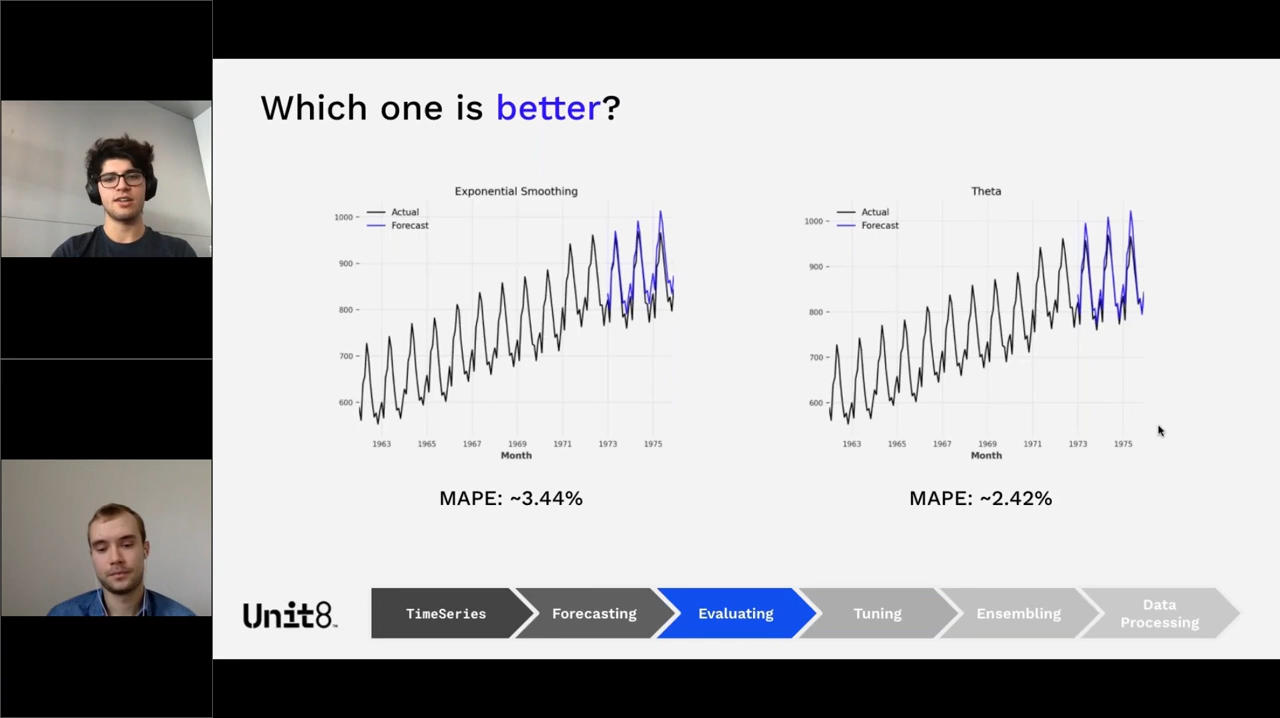 Which one is better?
Exponential Smoothing
Actual
Forecast
1000
900
800
700
600
1963 1965 1967 1969 1971 1973 1975
Month
MAPE: ~3.44%
Theta
Actual
Forecast
1000
900
800
700
600
1963 1965 1967 1969 1971 1973 1975
Month
MAPE: ~2.42%
Unit8
TimeSeries
Forecasting
Evaluating
Tuning
Ensembling
Data
Processing